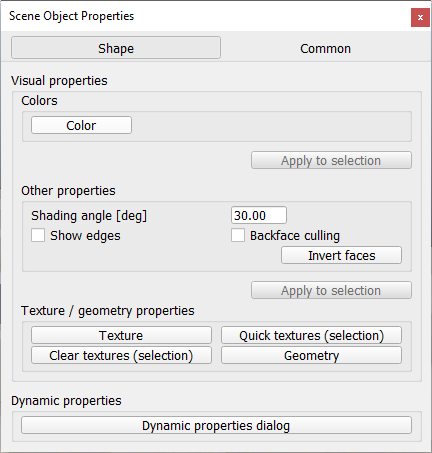 Scene Object Properties
x
Shape Common
Visual properties
Colors
Color
Apply to selection
Other properties
Shading angle [deg] 30.00
Show edges Backface culling
Invert faces
Apply to selection
Texture / geometry properties
Texture Quick textures (selection)
Clear textures (selection) Geometry
Dynamic properties
Dynamic properties dialog